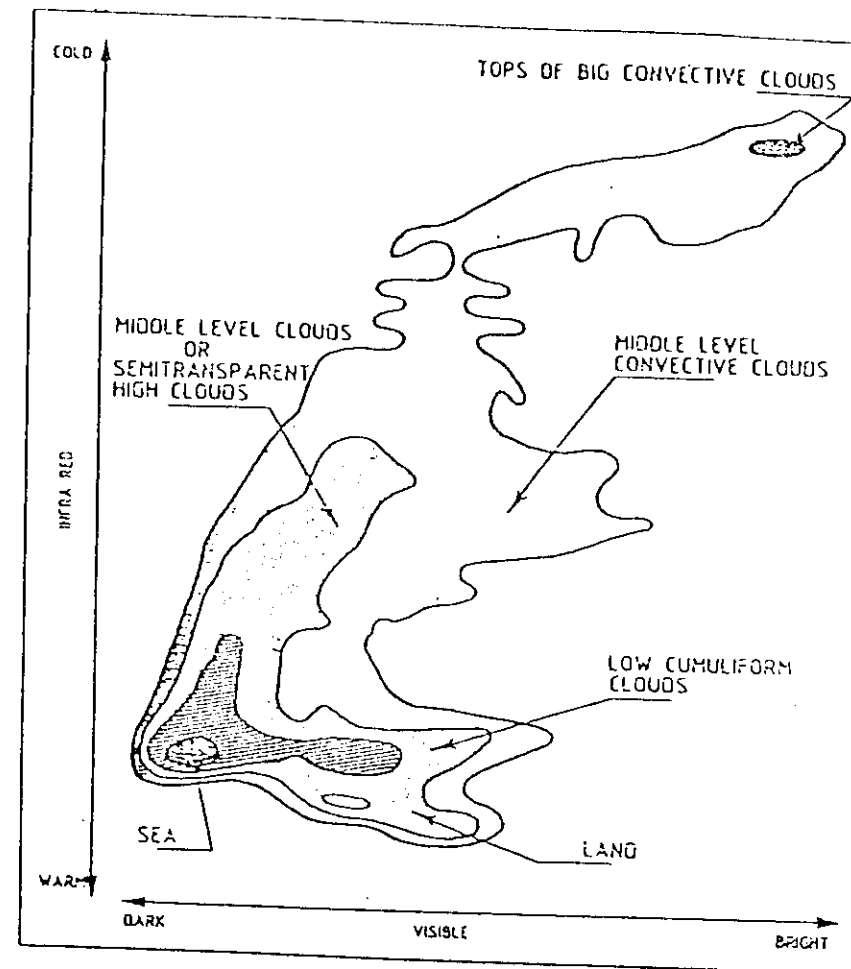 COLD
TOPS OF BIG CONVECTIVE CLOUDS
MIDDLE LEVEL CLOUDS
OR
SEMITRANSPARENT
HIGH CLOUDS
MIDDLE LEVEL
CONVECTIVE CLOUDS
INFRA RED
LOW CUMULIFORM
CLOUDS
SEA
LAND
WARM
DARK
VISIBLE
BRIGHT